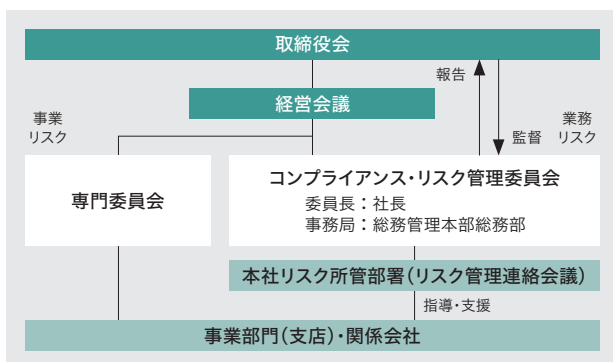 取締役会
報告
経営会議
事業
リスク
監督
業務
リスク
専門委員会
コンプライアンス・リスク管理委員会
委員長：社長
事務局：総務管理本部総務部
本社リスク所管部署（リスク管理連絡会議）
指導・支援
事業部門（支店）・関係会社